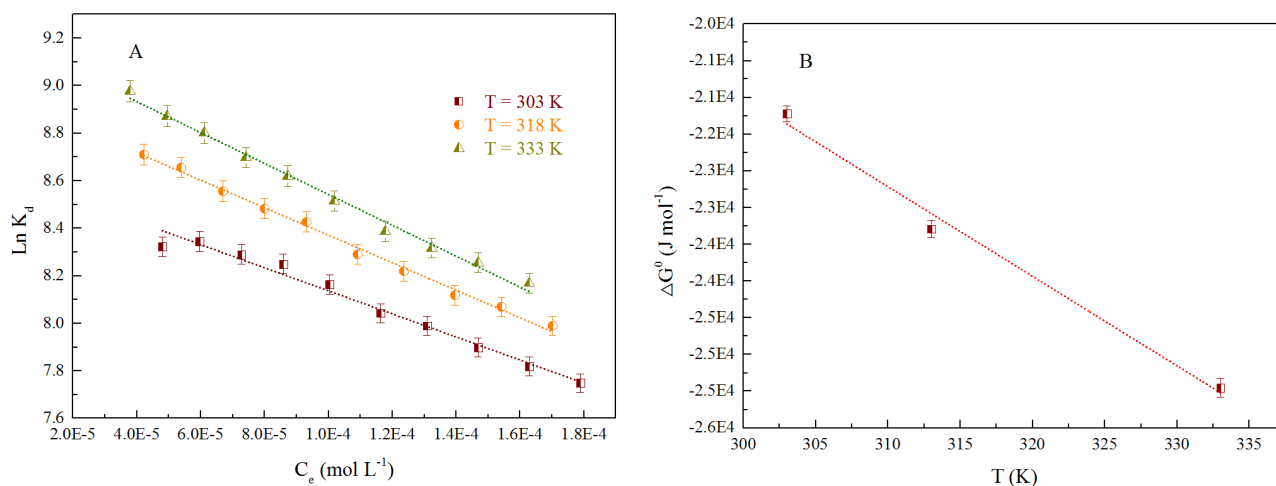 A
T = 303 K
T = 318 K
T = 333 K
9.2
9.0
8.8
8.6
8.4
8.2
8.0
7.8
7.6
Ln K_d
2.0E-5 4.0E-5 6.0E-5 8.0E-5 1.0E-4 1.2E-4 1.4E-4 1.6E-4 1.8E-4
C_e (mol L^-1)
B
-2.0E4
-2.1E4
-2.1E4
-2.2E4
-2.2E4
-2.3E4
-2.4E4
-2.4E4
-2.5E4
-2.5E4
-2.6E4
△G^0 (J mol^-1)
300 305 310 315 320 325 330 335
T (K)